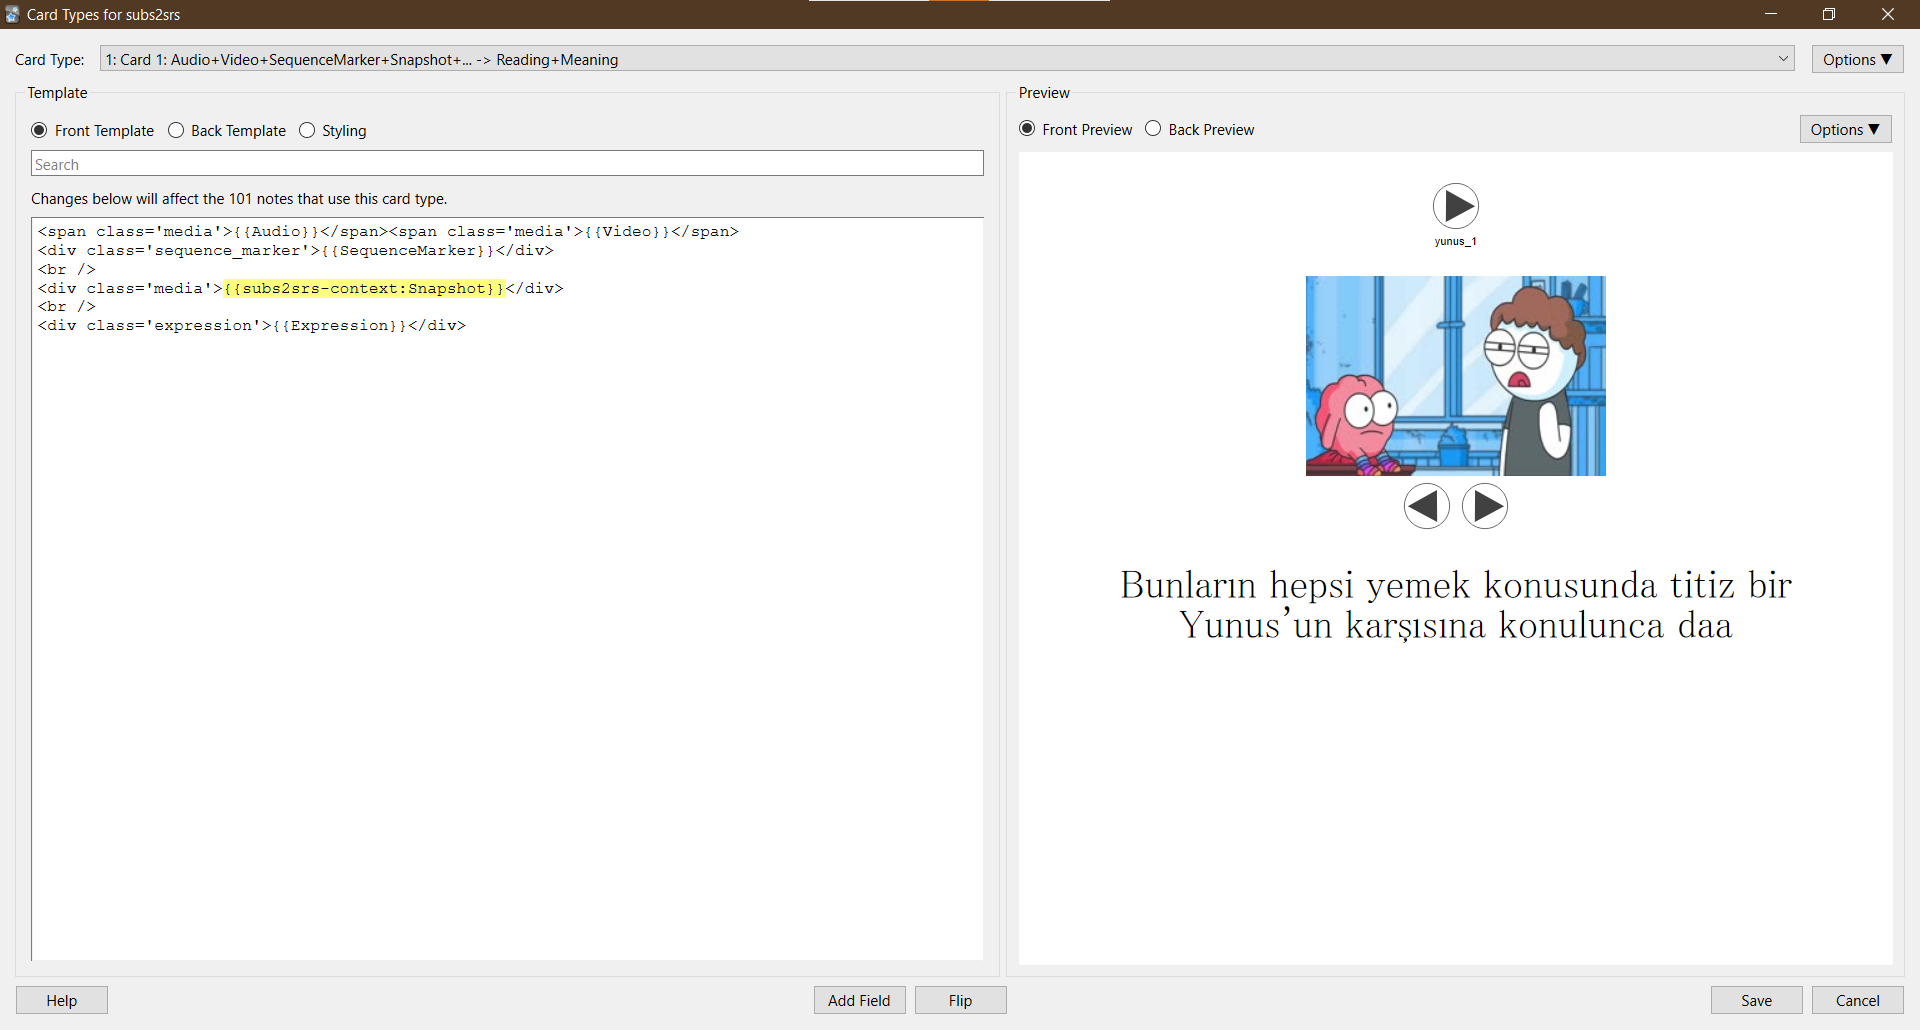 Card Types for subs2srs
Card Type:
1: Card 1: Audio+Video+SequenceMarker+Snapshot+... -> Reading+Meaning
Options ▼
Template
Front Template
Back Template
Styling
Search
Changes below will affect the 101 notes that use this card type.
<span class='media'>{{Audio}}</span><span class='media'>{{Video}}</span>
<div class='sequence_marker'>{{SequenceMarker}}</div>
<br />
<div class='media'>{{subs2srs-context:Snapshot}}</div>
<br />
<div class='expression'>{{Expression}}</div>
Preview
Front Preview
Back Preview
Options ▼
yunus_1
Bunların hepsi yemek konusunda titiz bir
Yunus’un karşısına konulunca daa
Help
Add Field
Flip
Save
Cancel